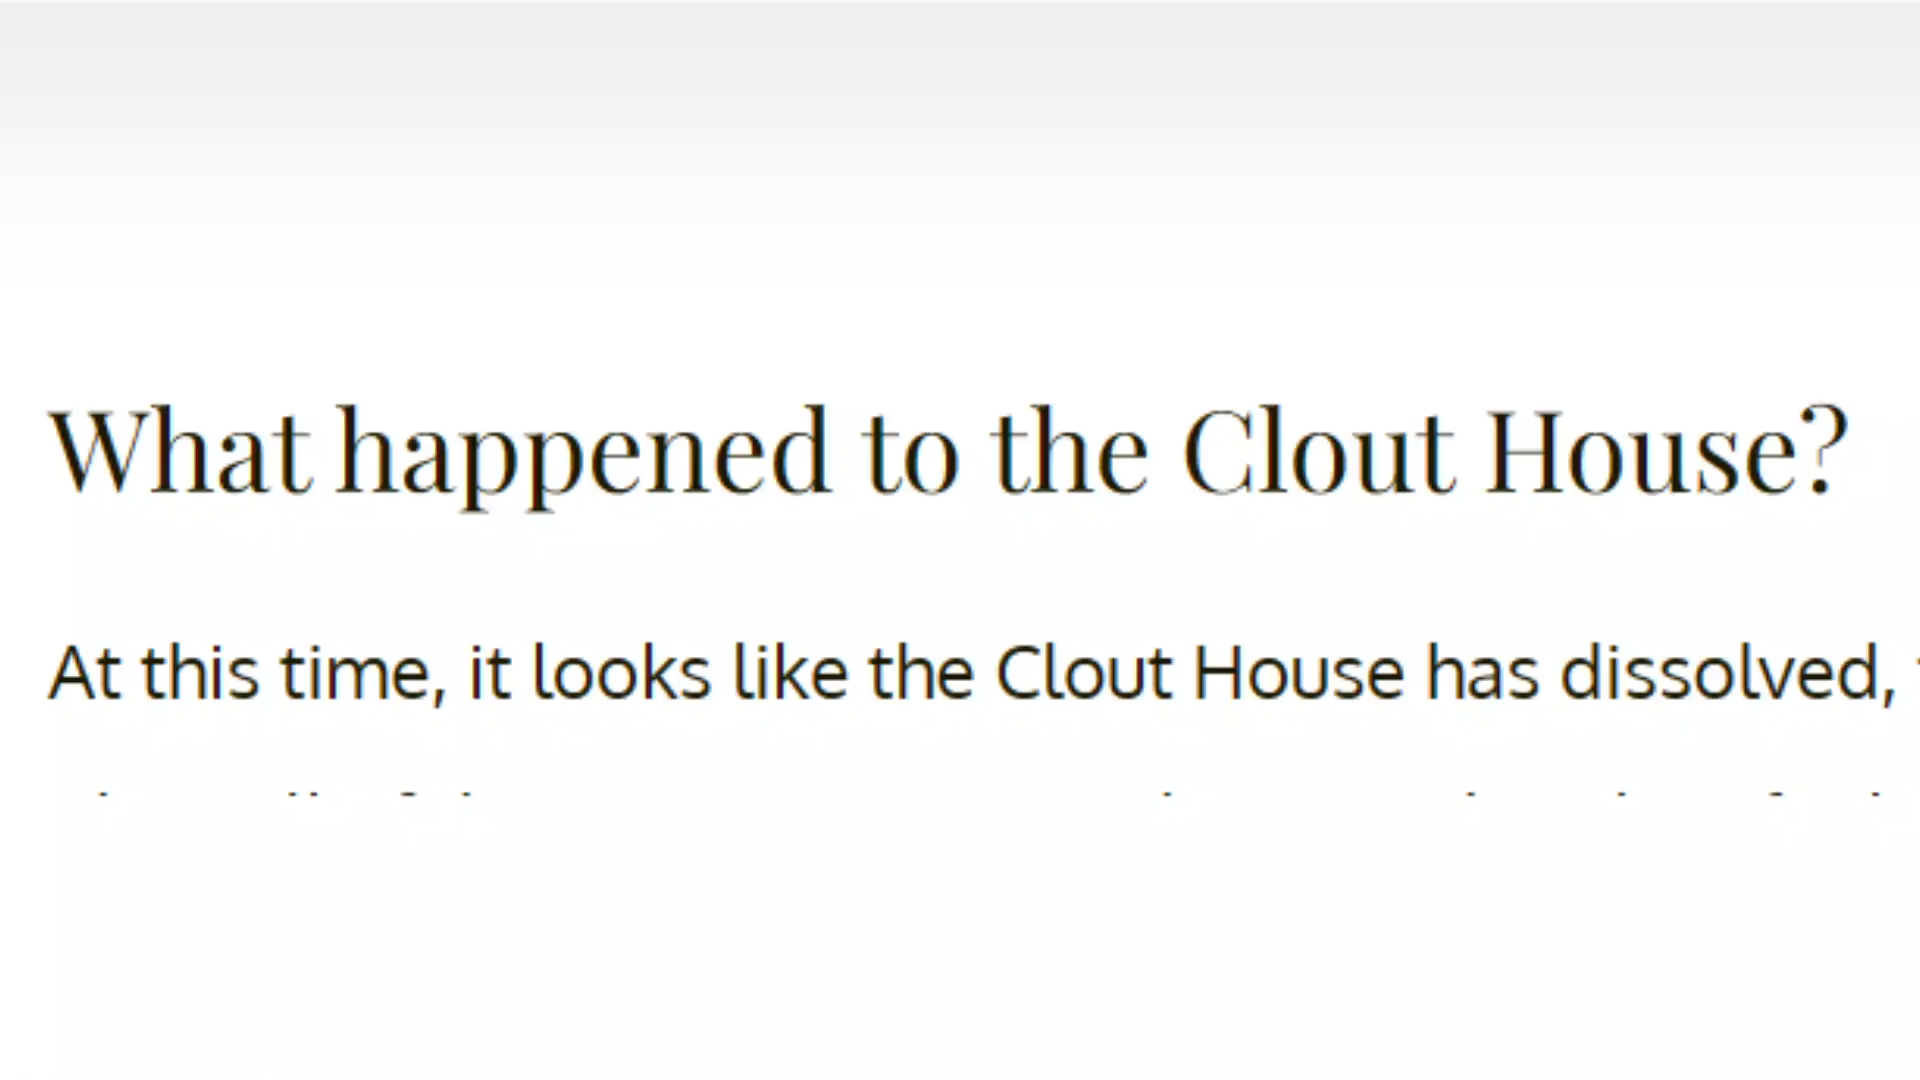 What happened to the Clout House?
At this time, it looks like the Clout House has dissolved,